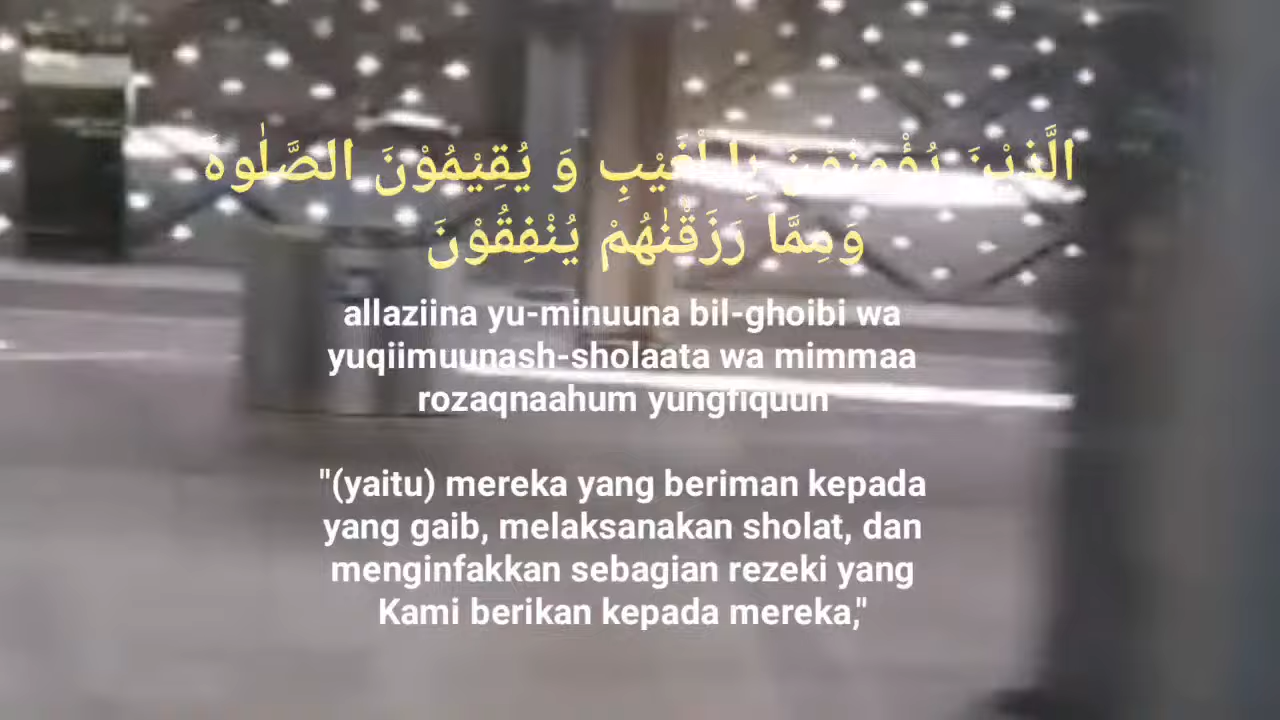 الَّذِيْنَ يُؤْمِنُوْنَ بِالْغَيْبِ وَ يُقِيْمُوْنَ الصَّلٰوةَ
وَمِمَّا رَزَقْنٰهُمْ يُنْفِقُوْنَ
allaziina yu-minuuna bil-ghoibi wa
yuqiimuunash-sholaata wa mimmaa
rozaqnaahum yungfiquun
"(yaitu) mereka yang beriman kepada
yang gaib, melaksanakan sholat, dan
menginfakkan sebagian rezeki yang
Kami berikan kepada mereka,"